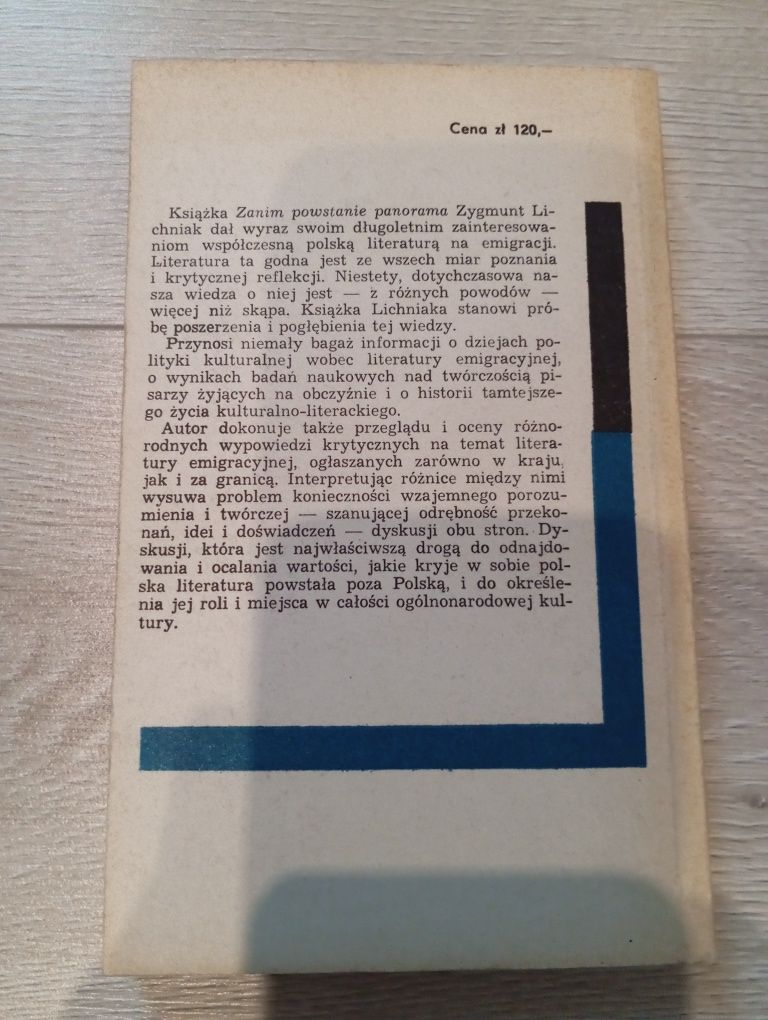 Cena zł 120,—
Książka Zanim powstanie panorama Zygmunt Li-
chniak dał wyraz swoim długoletnim zainteresowa-
niom współczesną polską literaturą na emigracji.
Literatura ta godna jest ze wszech miar poznania
i krytycznej refleksji. Niestety, dotychczasowa na-
sza wiedza o niej jest — z różnych powodów —
więcej niż skąpa. Książka Lichniaka stanowi pró-
bę poszerzenia i pogłębienia tej wiedzy.
Przynosi niemały bagaż informacji o dziejach po-
lityki kulturalnej wobec literatury emigracyjnej,
o wynikach badań naukowych nad twórczością pi-
sarzy żyjących na obczyźnie i o historii tamtejsze-
go życia kulturalno-literackiego.
Autor dokonuje także przeglądu i oceny różno-
rodnych wypowiedzi krytycznych na temat litera-
tury emigracyjnej, ogłaszanych zarówno w kraju,
jak i za granicą. Interpretując różnice między nimi
wysuwa problem konieczności wzajemnego porozu-
mienia i twórczej — szanującej odrębność przeko-
nań, idei i doświadczeń — dyskusji obu stron. Dy-
skusji, która jest najwłaściwszą drogą do odnajdo-
wania i ocalania wartości, jakie kryje w sobie pol-
ska literatura powstała poza Polską, i do określe-
nia jej roli i miejsca w całości ogólnonarodowej kul-
tury.